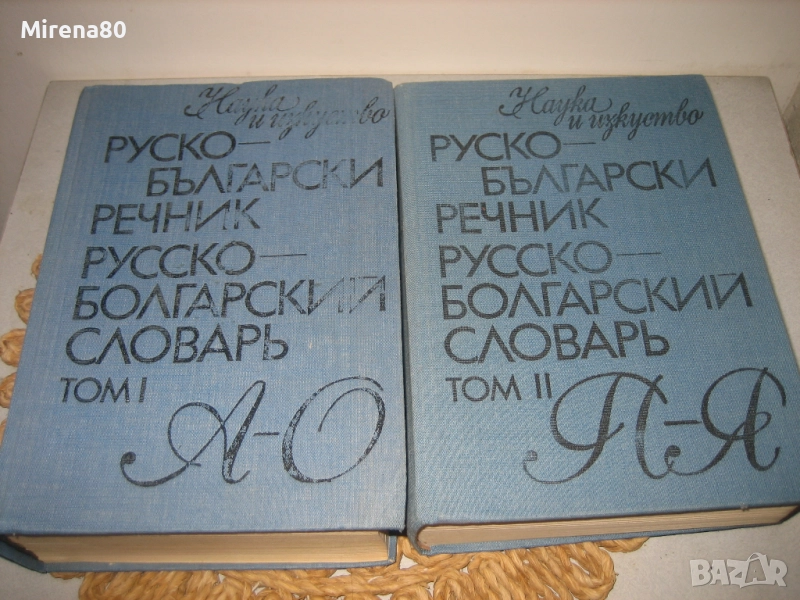 Mirena80
Наука
и изкуство
РУСКО—
БЪЛГАРСКИ
РЕЧНИК
РУССКО—
БОЛГАРСКИЙ
СЛОВАРЬ
ТОМ I
А–О
Наука
и изкуство
РУСКО—
БЪЛГАРСКИ
РЕЧНИК
РУССКО—
БОЛГАРСКИЙ
СЛОВАРЬ
ТОМ II
П–Я
BAZAR